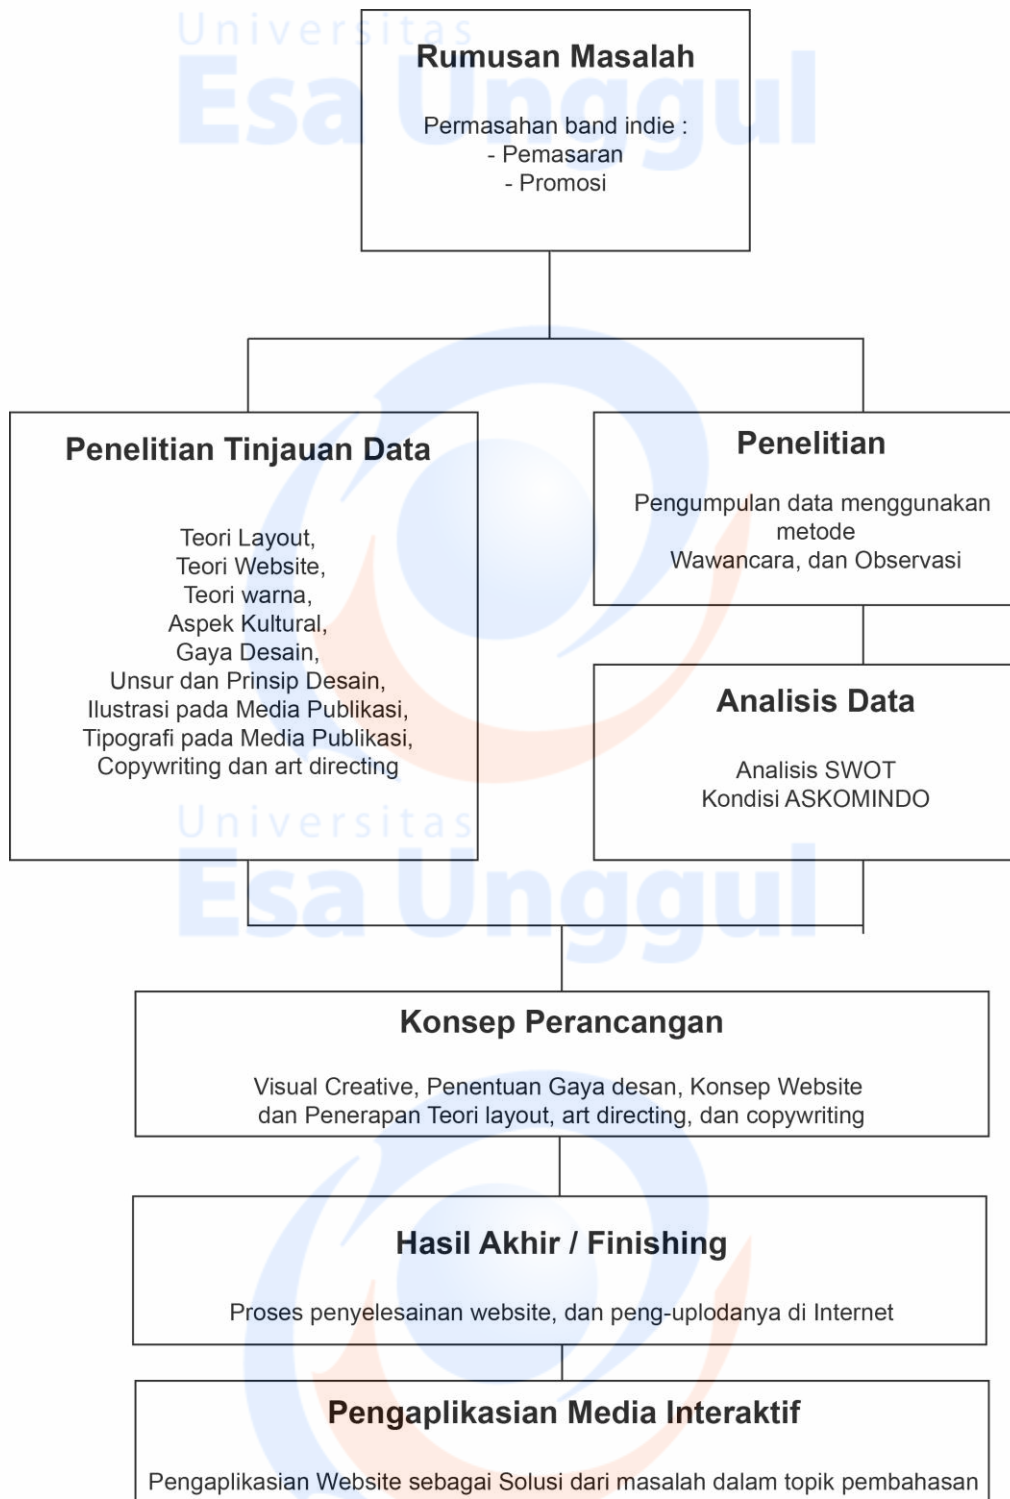 Universitas
Esa Unggul
Rumusan Masalah
Permasahan band indie :
- Pemasaran
- Promosi
Penelitian Tinjauan Data
Teori Layout,
Teori Website,
Teori warna,
Aspek Kultural,
Gaya Desain,
Unsur dan Prinsip Desain,
Ilustrasi pada Media Publikasi,
Tipografi pada Media Publikasi,
Copywriting dan art directing
Penelitian
Pengumpulan data menggunakan
metode
Wawancara, dan Observasi
Analisis Data
Analisis SWOT
Kondisi ASKOMINDO
Universitas
Esa Unggul
Konsep Perancangan
Visual Creative, Penentuan Gaya desan, Konsep Website
dan Penerapan Teori layout, art directing, dan copywriting
Hasil Akhir / Finishing
Proses penyelesainan website, dan peng-uplodanya di Internet
Pengaplikasian Media Interaktif
Pengaplikasian Website sebagai Solusi dari masalah dalam topik pembahasan